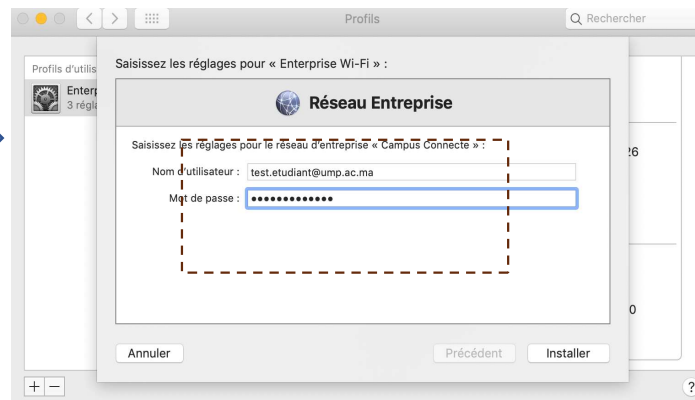 Profils
Rechercher
Saisissez les réglages pour « Enterprise Wi-Fi » :
Profils d'utilis
Enterp
3 régla
Réseau Entreprise
Saisissez les réglages pour le réseau d'entreprise « Campus Connecte » :
Nom d'utilisateur : test.etudiant@ump.ac.ma
Mot de passe : •••••••••••••
26
0
Annuler
Précédent
Installer
+ −
?